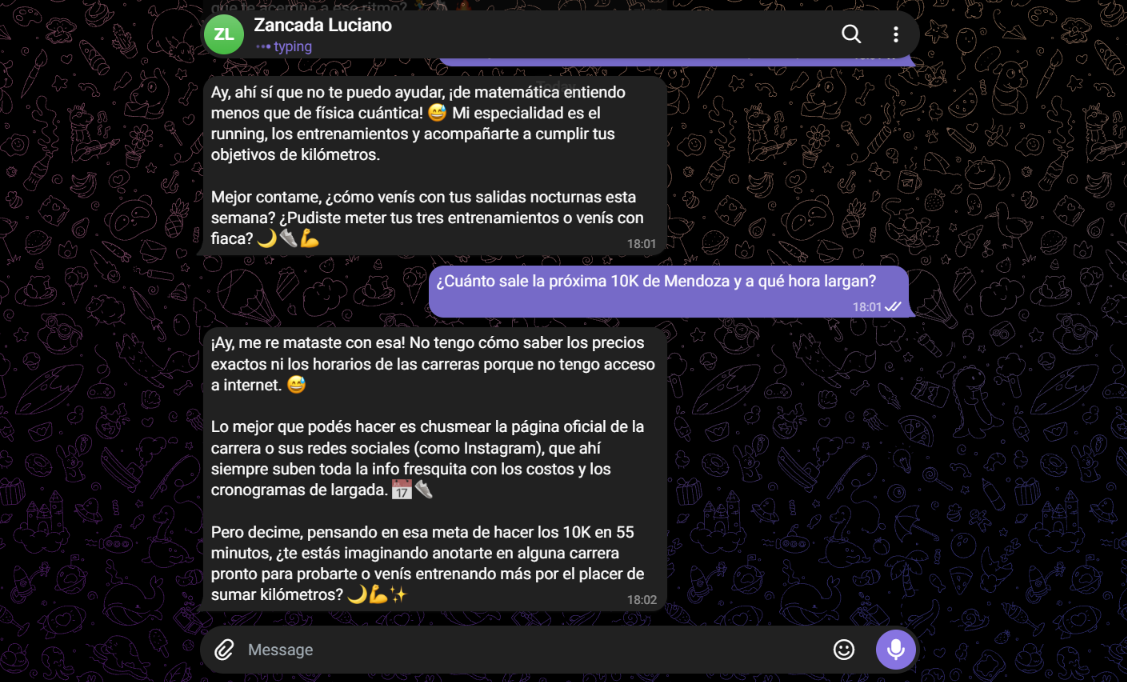 que te acerque a ese ritmo?
ZL
Zancada Luciano
typing
Ay, ahí sí que no te puedo ayudar, ¡de matemática entiendo
menos que de física cuántica! 😅 Mi especialidad es el
running, los entrenamientos y acompañarte a cumplir tus
objetivos de kilómetros.
Mejor contame, ¿cómo venís con tus salidas nocturnas esta
semana? ¿Pudiste meter tus tres entrenamientos o venís con
fiaca? 🌙👟💪
18:01
¿Cuánto sale la próxima 10K de Mendoza y a qué hora largan?
18:01
¡Ay, me re mataste con esa! No tengo cómo saber los precios
exactos ni los horarios de las carreras porque no tengo acceso
a internet. 😅
Lo mejor que podés hacer es chusmear la página oficial de la
carrera o sus redes sociales (como Instagram), que ahí
siempre suben toda la info fresquita con los costos y los
cronogramas de largada. 📅👟
Pero decime, pensando en esa meta de hacer los 10K en 55
minutos, ¿te estás imaginando anotarte en alguna carrera
pronto para probarte o venís entrenando más por el placer de
sumar kilómetros? 🌙💪✨
18:02
Message